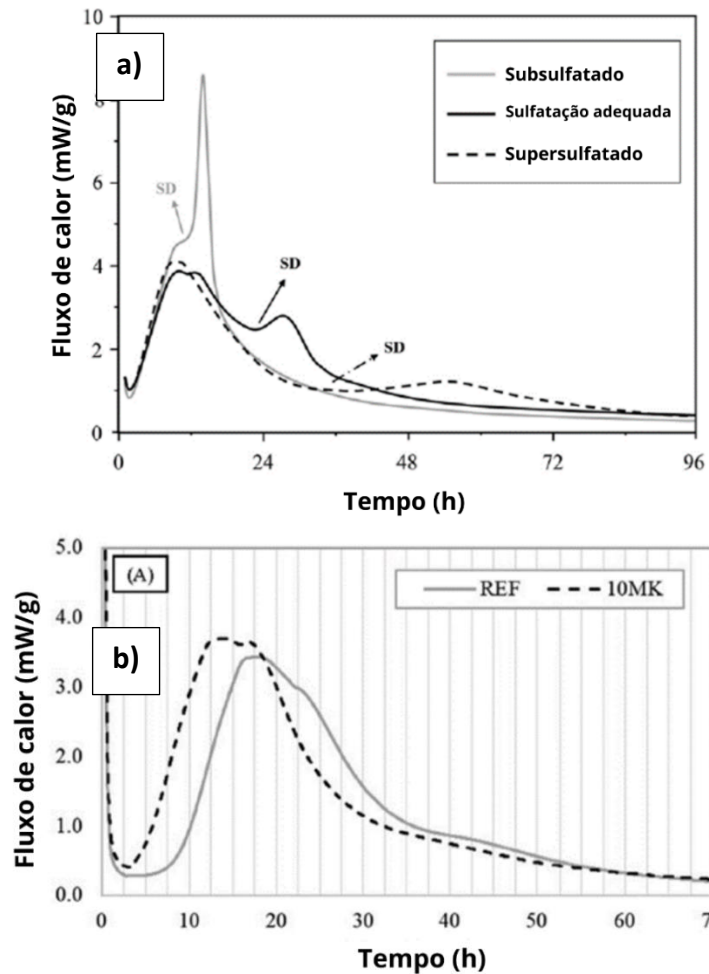 10
a)
8
6
4
2
0
Fluxo de calor (mW/g)
Subsulfatado
Sulfatação adequada
Supersulfatado
SD
SD
SD
0 24 48 72 96
Tempo (h)
5.0
(A)
REF 10MK
4.0
b)
3.0
2.0
1.0
0.0
Fluxo de calor (mW/g)
0 10 20 30 40 50 60 70
Tempo (h)